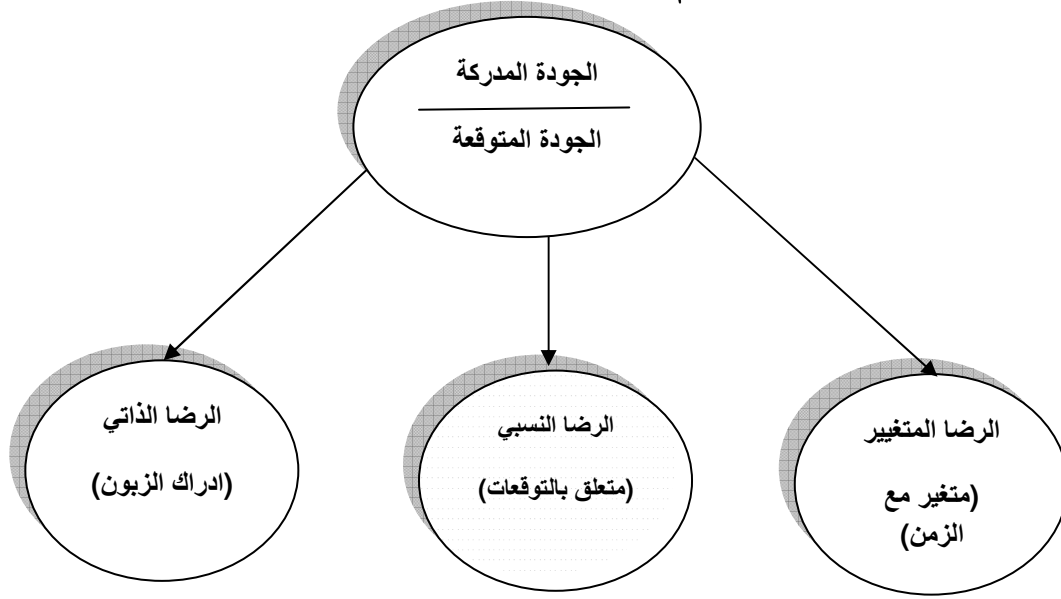 الجودة المدركة
الجودة المتوقعة
الرضا المتغيير
(متغير مع
الزمن)
الرضا النسبي
(متعلق بالتوقعات)
الرضا الذاتي
(ادراك الزبون)